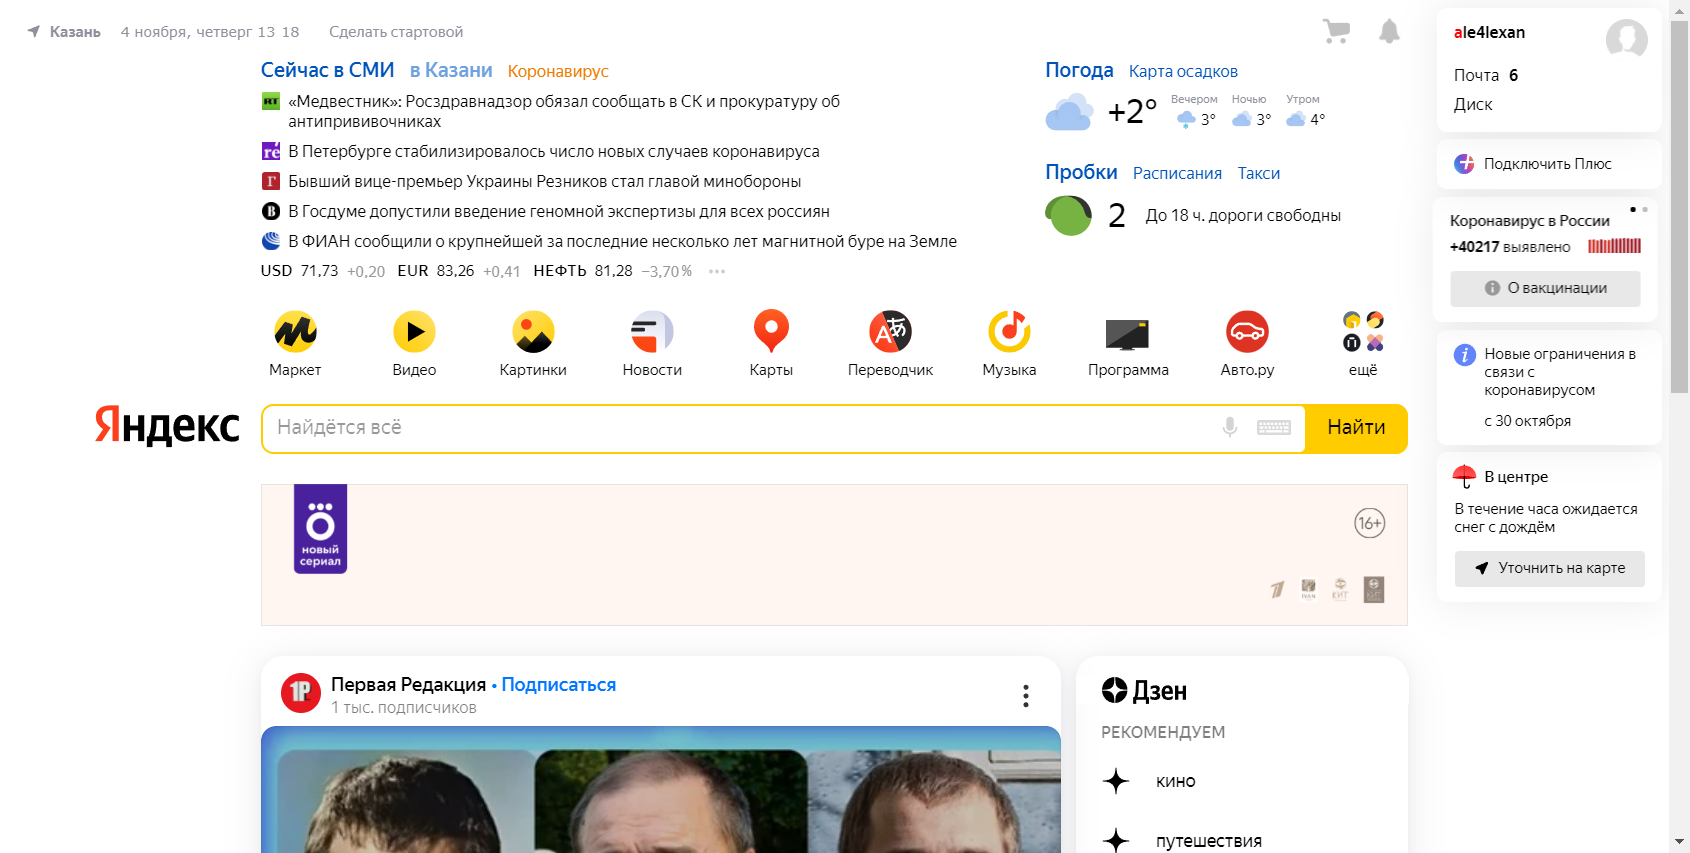 Казань 4 ноября, четверг 13 18 Сделать стартовой
Сейчас в СМИ в Казани Коронавирус
RT «Медвестник»: Росздравнадзор обязал сообщать в СК и прокуратуру об
антипрививочниках
ré В Петербурге стабилизировалось число новых случаев коронавируса
Г Бывший вице-премьер Украины Резников стал главой минобороны
В В Госдуме допустили введение геномной экспертизы для всех россиян
В ФИАН сообщили о крупнейшей за последние несколько лет магнитной буре на Земле
USD 71,73 +0,20 EUR 83,26 +0,41 НЕФТЬ 81,28 −3,70% •••
Погода Карта осадков
Вечером Ночью Утром
+2° 3° 3° 4°
Пробки Расписания Такси
2 До 18 ч. дороги свободны
ale4lexan
Почта 6
Диск
Подключить Плюс
Коронавирус в России
+40217 выявлено
О вакцинации
Новые ограничения в
связи с
коронавирусом
с 30 октября
В центре
В течение часа ожидается
снег с дождём
Уточнить на карте
Маркет Видео Картинки Новости Карты Переводчик Музыка Программа Авто.ру ещё
Яндекс Найдётся всё Найти
новый
сериал
16+
1P Первая Редакция • Подписаться
1 тыс. подписчиков
Дзен
РЕКОМЕНДУЕМ
кино
путешествия